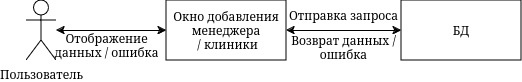 Пользователь
Отображение
данных / ошибка
Окно добавления
менеджера
/ клиники
Отправка запроса
Возврат данных /
ошибка
БД